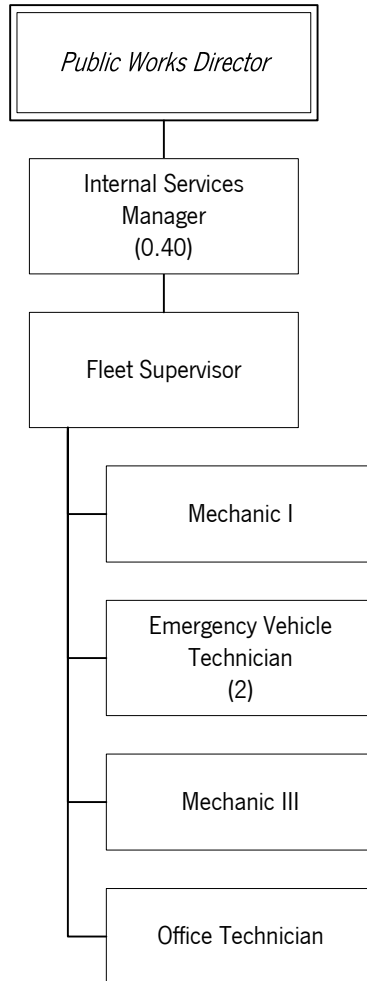 Public Works Director
Internal Services
Manager
(0.40)
Fleet Supervisor
Mechanic I
Emergency Vehicle
Technician
(2)
Mechanic III
Office Technician